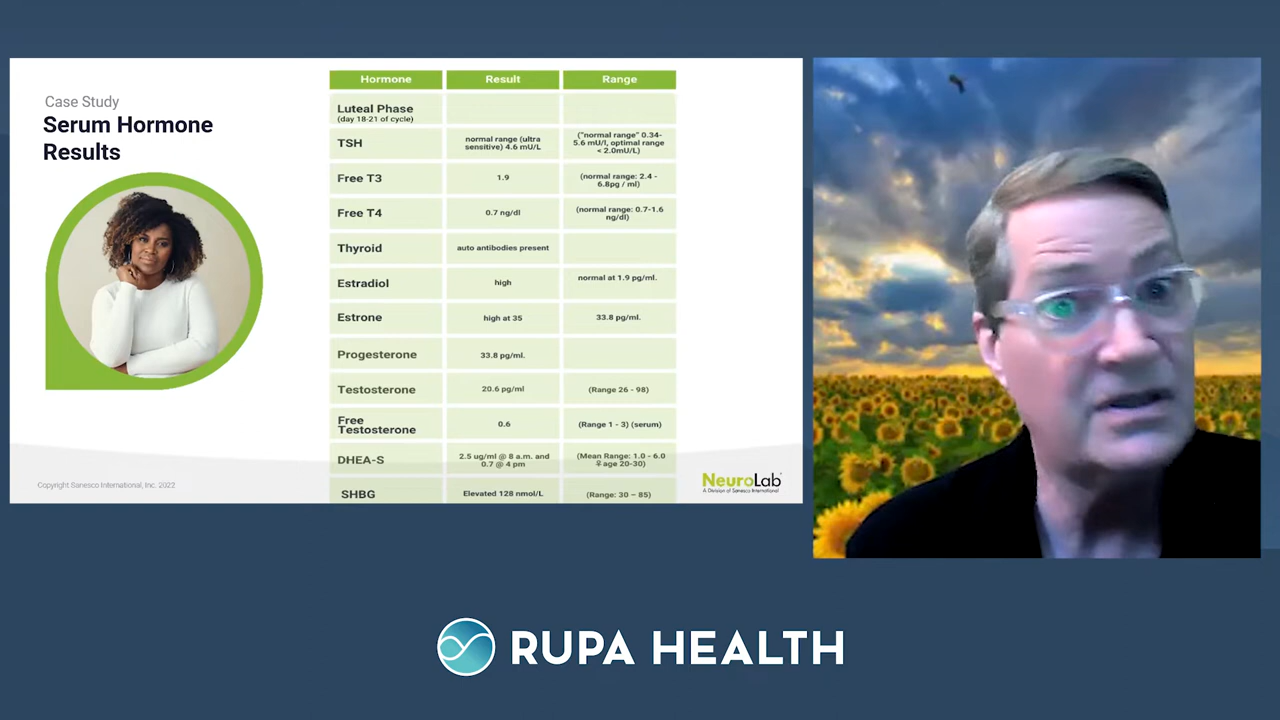 Case Study
Serum Hormone
Results
Hormone Result Range
Luteal Phase
(day 18-21 of cycle)
TSH
normal range (ultra
sensitive) 4.6 mU/L
("normal range" 0.34-
5.6 mU/l, optimal range
< 2.0mU/L)
Free T3 1.9
(normal range: 2.4 -
6.8pg / ml)
Free T4 0.7 ng/dl
(normal range: 0.7-1.6
ng/dl)
Thyroid auto antibodies present
Estradiol high normal at 1.9 pg/ml.
Estrone high at 35 33.8 pg/ml.
Progesterone 33.8 pg/ml.
Testosterone 20.6 pg/ml (Range 26 - 98)
Free
Testosterone
0.6 (Range 1 - 3) (serum)
DHEA-S
2.5 ug/ml @ 8 a.m. and
0.7 @ 4 pm
(Mean Range: 1.0 - 6.0
♀age 20-30)
SHBG Elevated 128 nmol/L (Range: 30 – 85)
Copyright Sanesco International, Inc. 2022
NeuroLab
A Division of Sanesco International
RUPA HEALTH